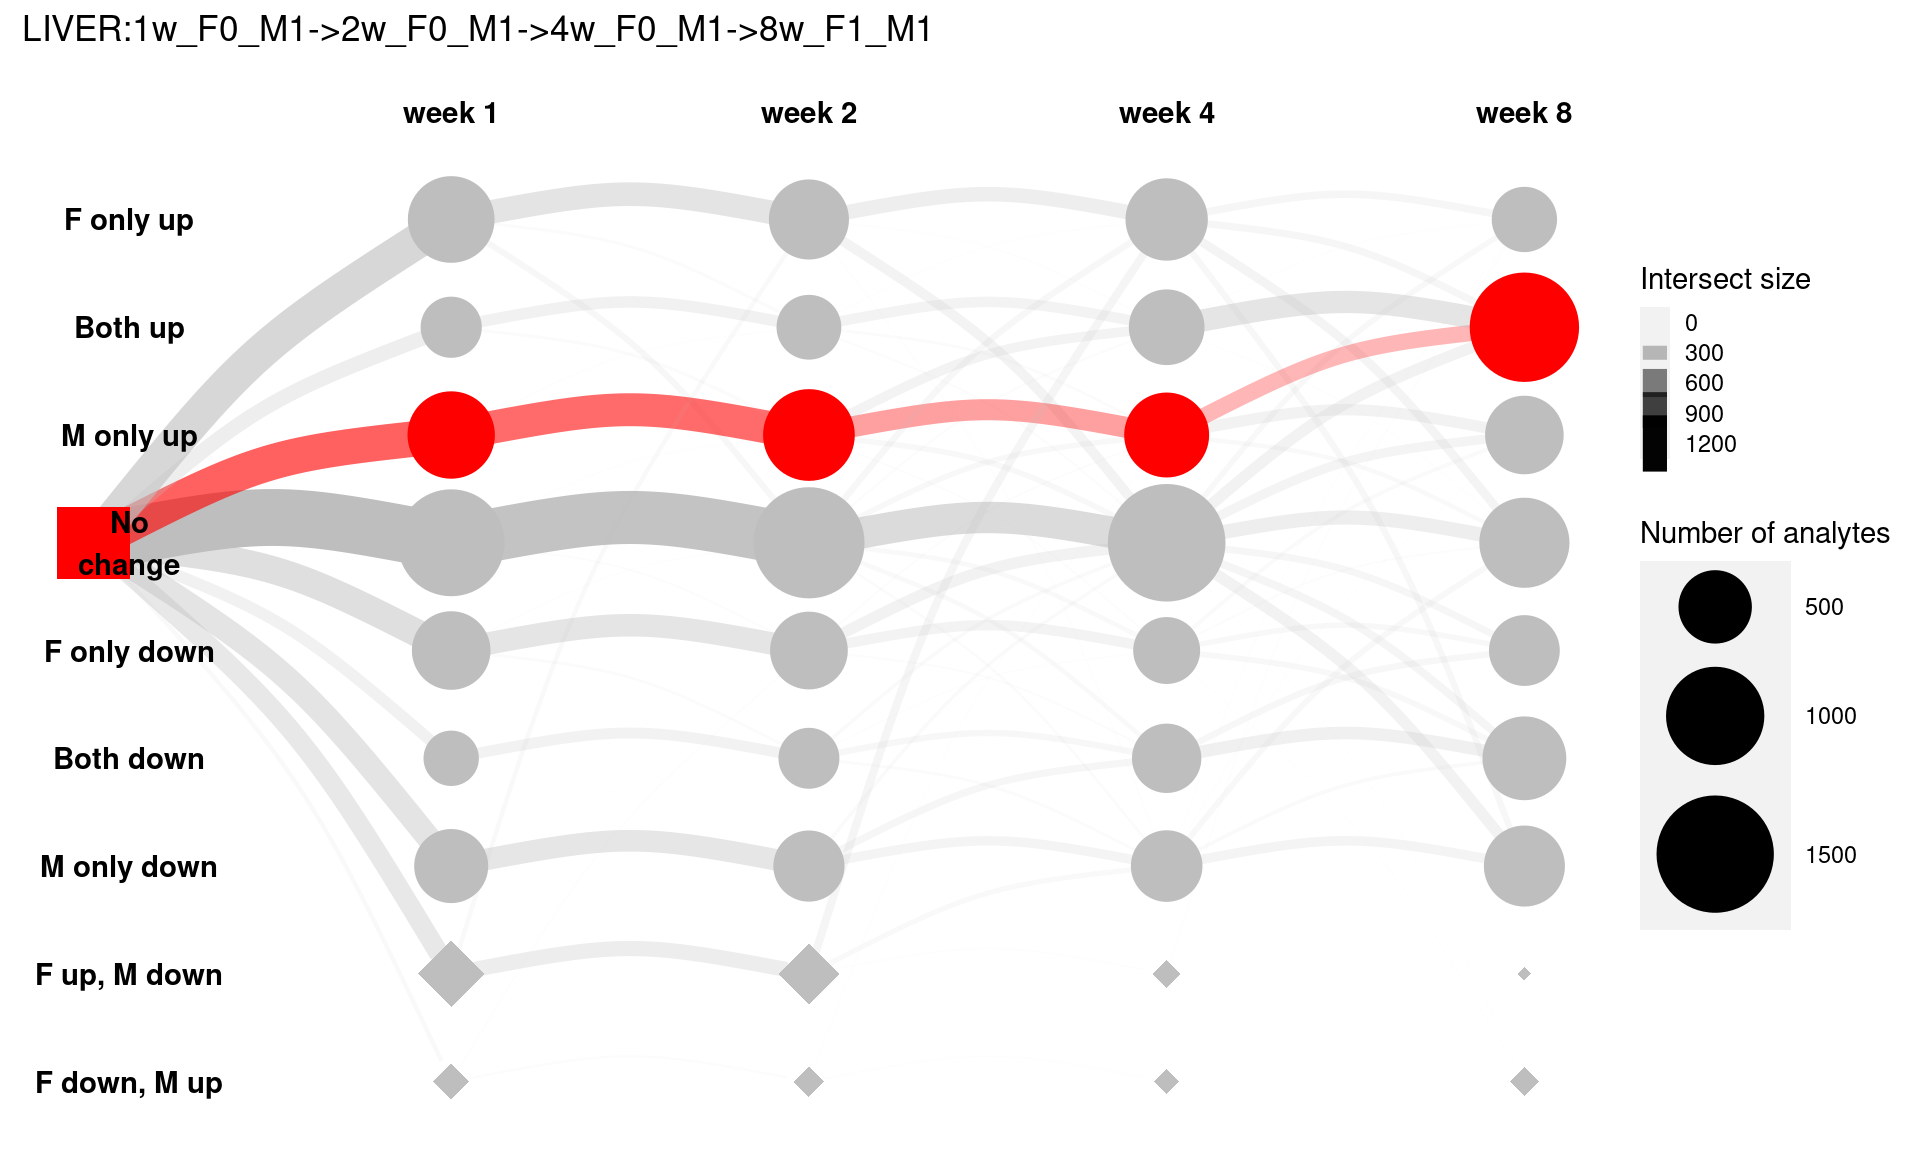 LIVER:1w_F0_M1->2w_F0_M1->4w_F0_M1->8w_F1_M1
week 1
week 2
week 4
week 8
F only up
Both up
M only up
No
change
F only down
Both down
M only down
F up, M down
F down, M up
Intersect size
0
300
600
900
1200
Number of analytes
500
1000
1500